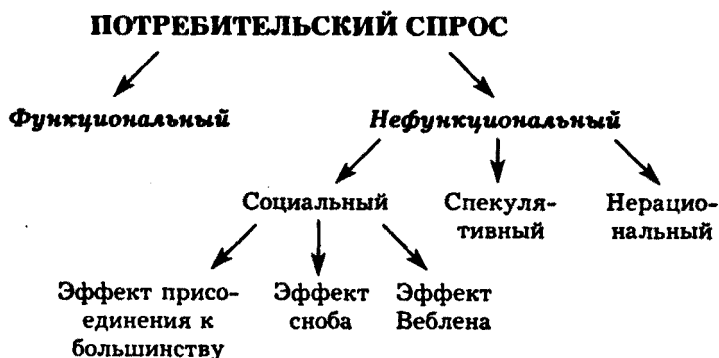 ПОТРЕБИТЕЛЬСКИЙ СПРОС
Функциональный
Нефункциональный
Социальный
Спекуля-
тивный
Нерацио-
нальный
Эффект присо-
единения к
большинству
Эффект
сноба
Эффект
Веблена